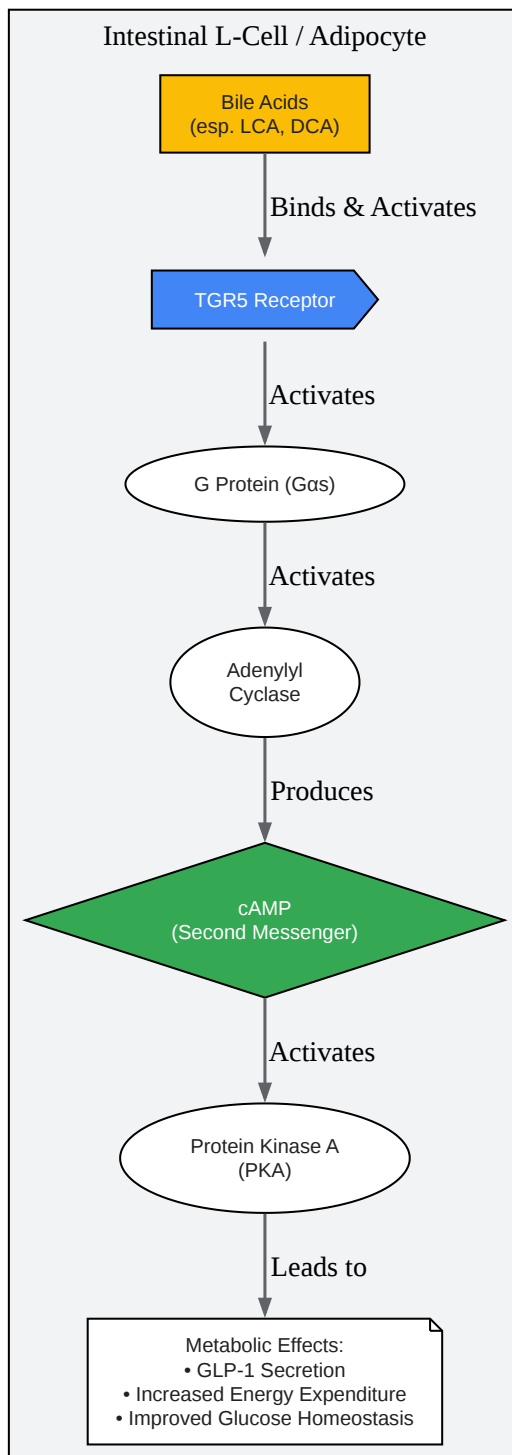 Intestinal L-Cell / Adipocyte
Bile Acids
(esp. LCA, DCA)
Binds & Activates
TGR5 Receptor
Activates
G Protein (Gαs)
Activates
Adenylyl
Cyclase
Produces
cAMP
(Second Messenger)
Activates
Protein Kinase A
(PKA)
Leads to
Metabolic Effects:
• GLP-1 Secretion
• Increased Energy Expenditure
• Improved Glucose Homeostasis